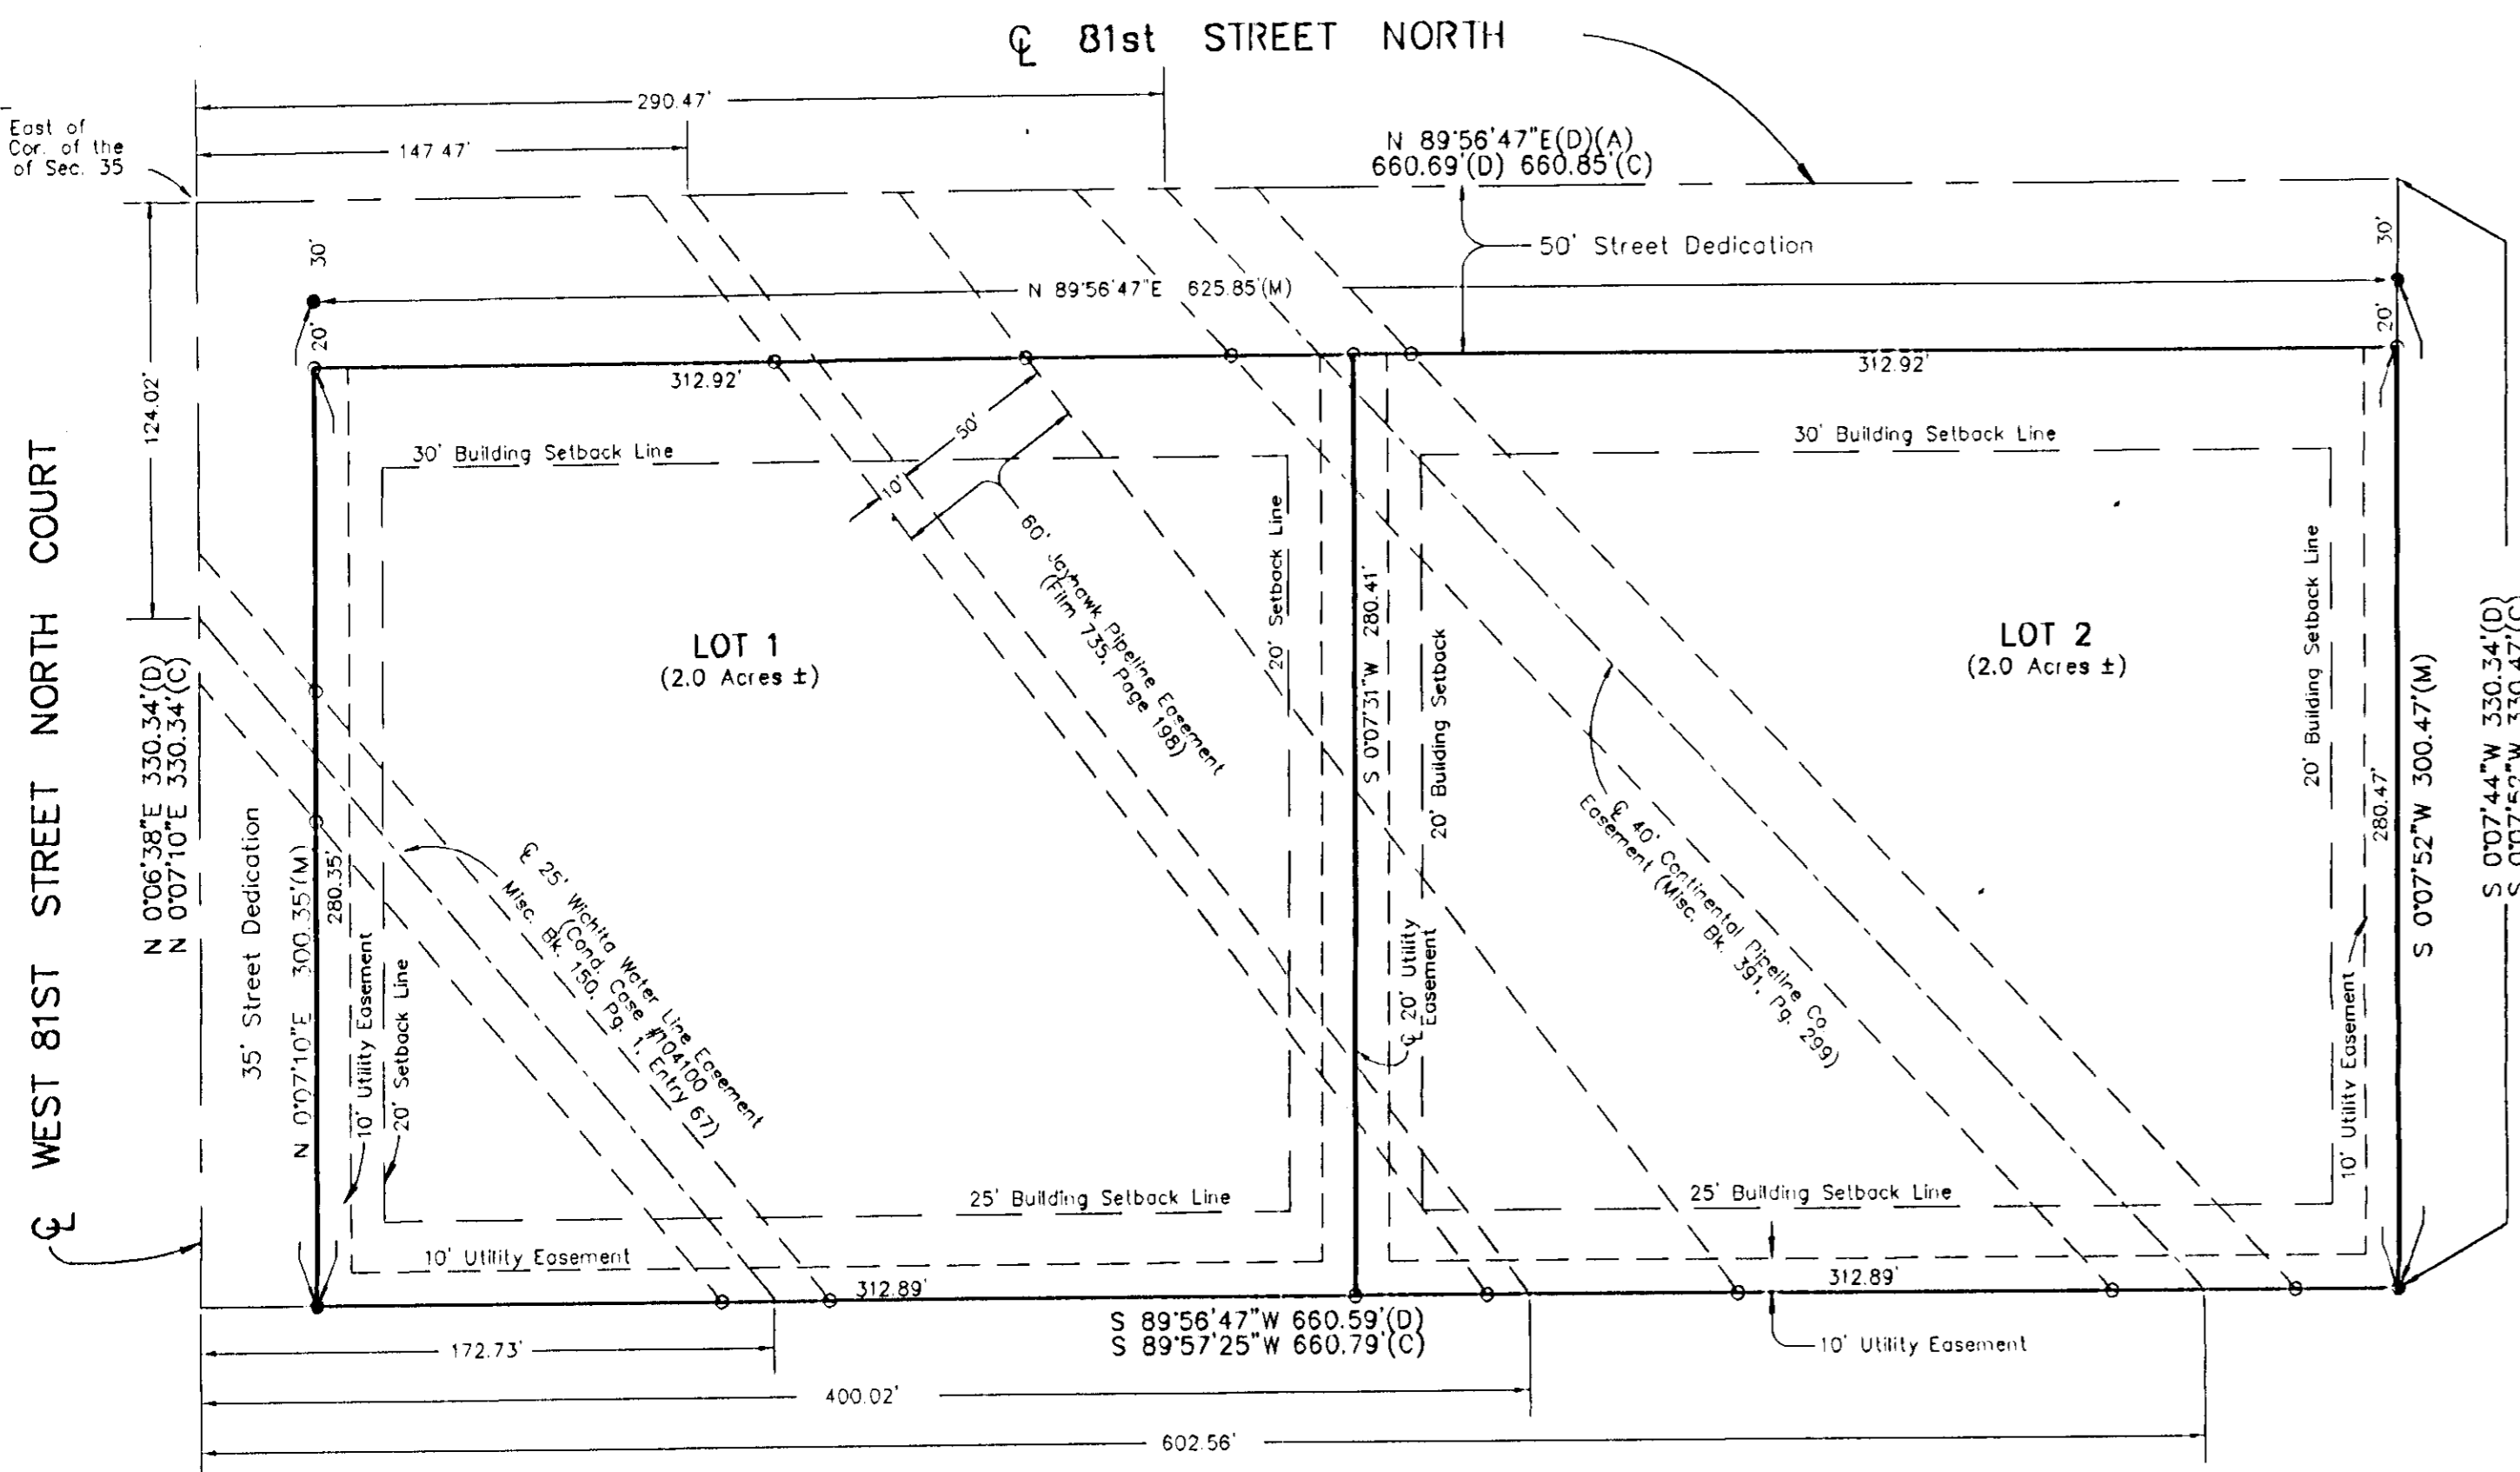 ℄ 81st STREET NORTH
290.47'
147.47'
East of
Cor. of the
of Sec. 35
N 89°56'47"E(D)(A)
660.69'(D) 660.85'(C)
30'
30'
50' Street Dedication
N 89°56'47"E 625.85'(M)
20'
20'
312.92'
312.92'
124.02'
50'
30' Building Setback Line
30' Building Setback Line
10'
60' Jayhawk Pipeline Easement
(Film 735, Page 198)
20' Setback Line
S 0°07'31"W 280.41'
20' Building Setback
20' Building Setback Line
LOT 1
(2.0 Acres ±)
LOT 2
(2.0 Acres ±)
℄ WEST 81ST STREET NORTH COURT
N 0°06'38"E 330.34'(D)
N 0°07'10"E 330.34'(C)
35' Street Dedication
N 0°07'10"E 300.35'(M)
280.35'
10' Utility Easement
20' Setback Line
℄ 25' Wichita Water Line Easement
(Cond. Case #104100
Misc. Bk. 150, Pg. 1, Entry 67)
℄ 20' Utility
Easement
℄ 40' Continental Pipeline Co.
Easement (Misc. Bk. 391, Pg. 299)
10' Utility Easement
280.47'
S 0°07'52"W 300.47'(M)
S 0°07'44"W 330.34'(D)
S 0°07'52"W 330.47'(C)
25' Building Setback Line
25' Building Setback Line
10' Utility Easement
312.89'
312.89'
S 89°56'47"W 660.59'(D)
S 89°57'25"W 660.79'(C)
10' Utility Easement
172.73'
400.02'
602.56'